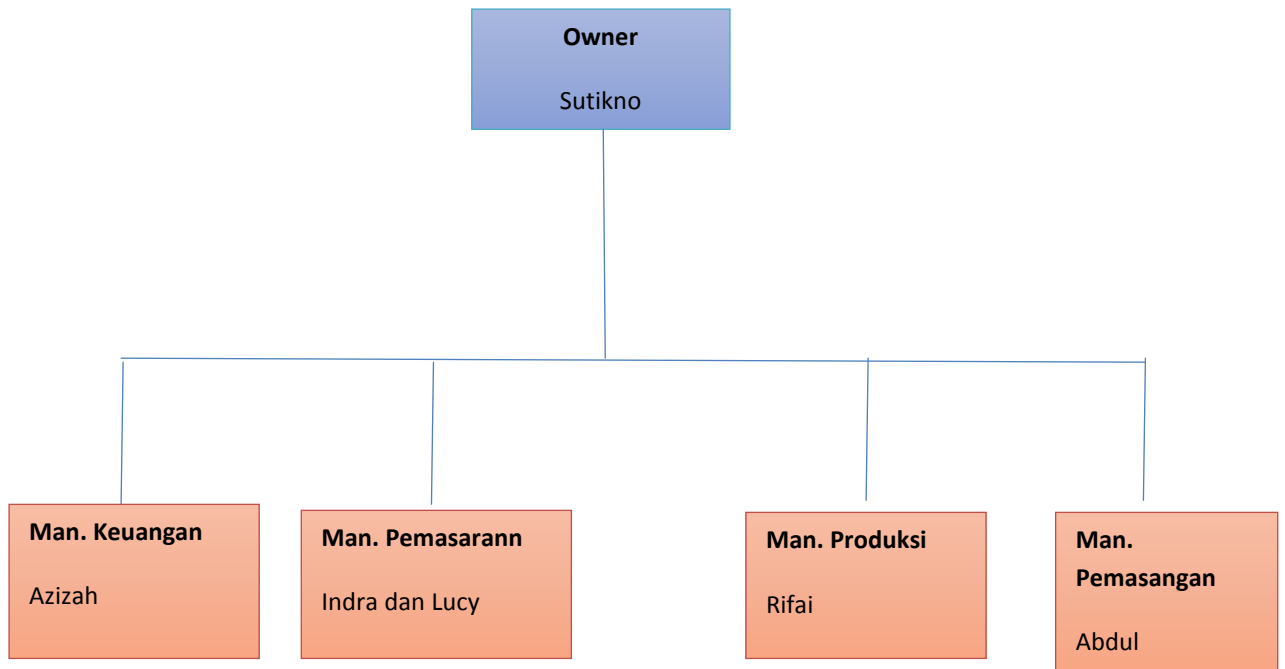 Owner
Sutikno
Man. Keuangan
Azizah
Man. Pemasarann
Indra dan Lucy
Man. Produksi
Rifai
Man.
Pemasangan
Abdul